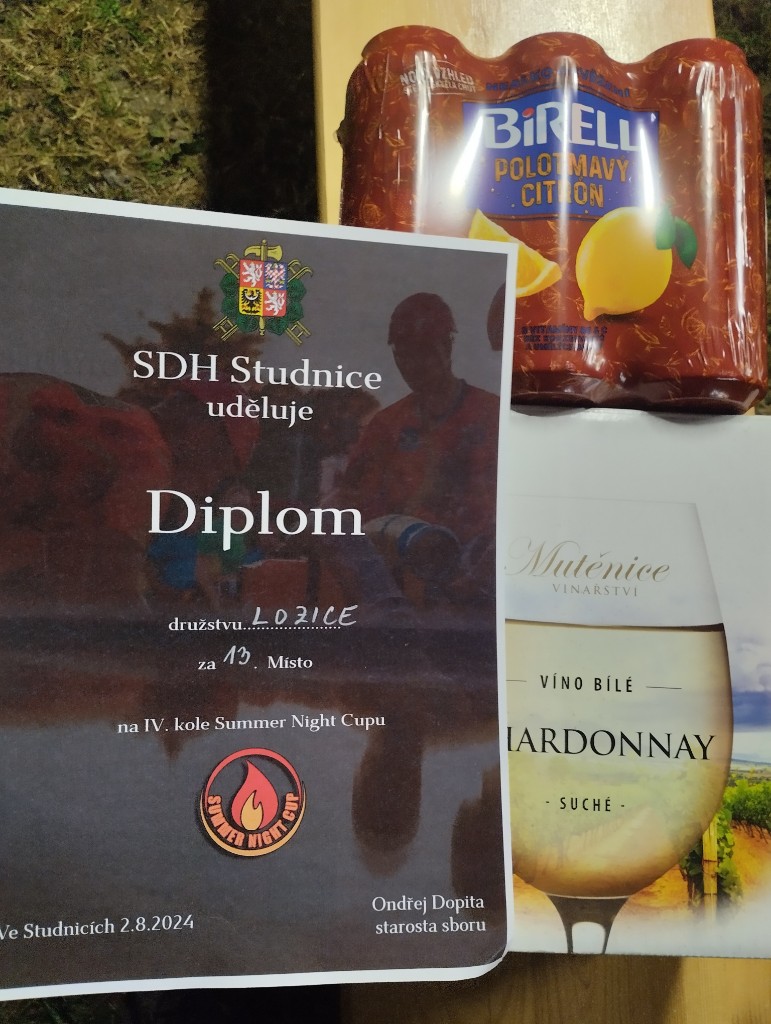 BIRELL
POLOTMAVÝ
CITRON
SDH Studnice
uděluje
Diplom
družstvu..LOZICE
za 13. Místo
na IV. kole Summer Night Cupu
SUMMER NIGHT CUP
Ve Studnicích 2.8.2024
Ondřej Dopita
starosta sboru
Mutěnice
VINAŘSTVÍ
VÍNO BÍLÉ
HARDONNAY
- SUCHÉ -